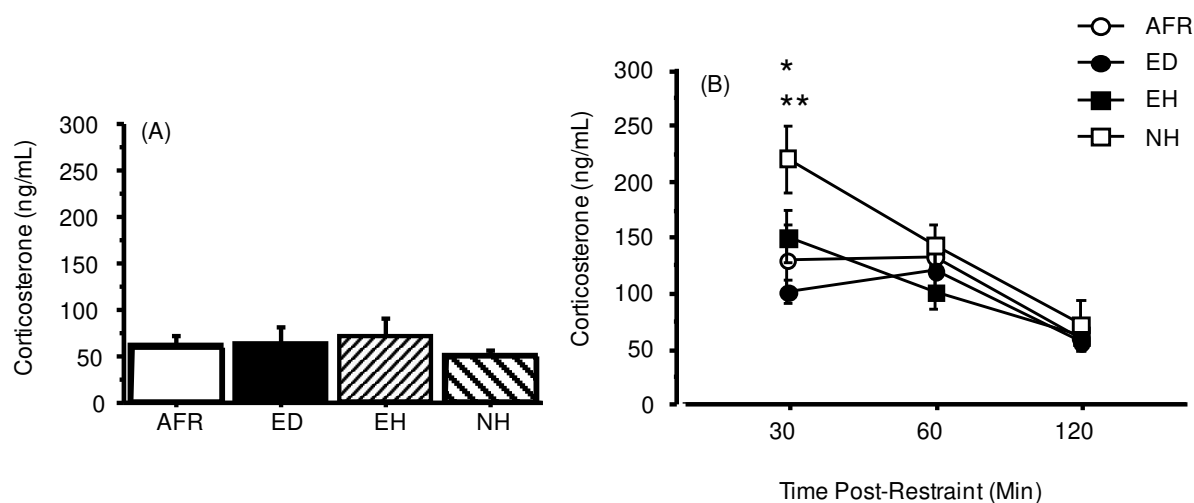 (A)
Corticosterone (ng/mL)
300
250
200
150
100
50
0
AFR ED EH NH
(B)
AFR
ED
EH
NH
*
**
Corticosterone (ng/mL)
300
250
200
150
100
50
0
30 60 120
Time Post-Restraint (Min)